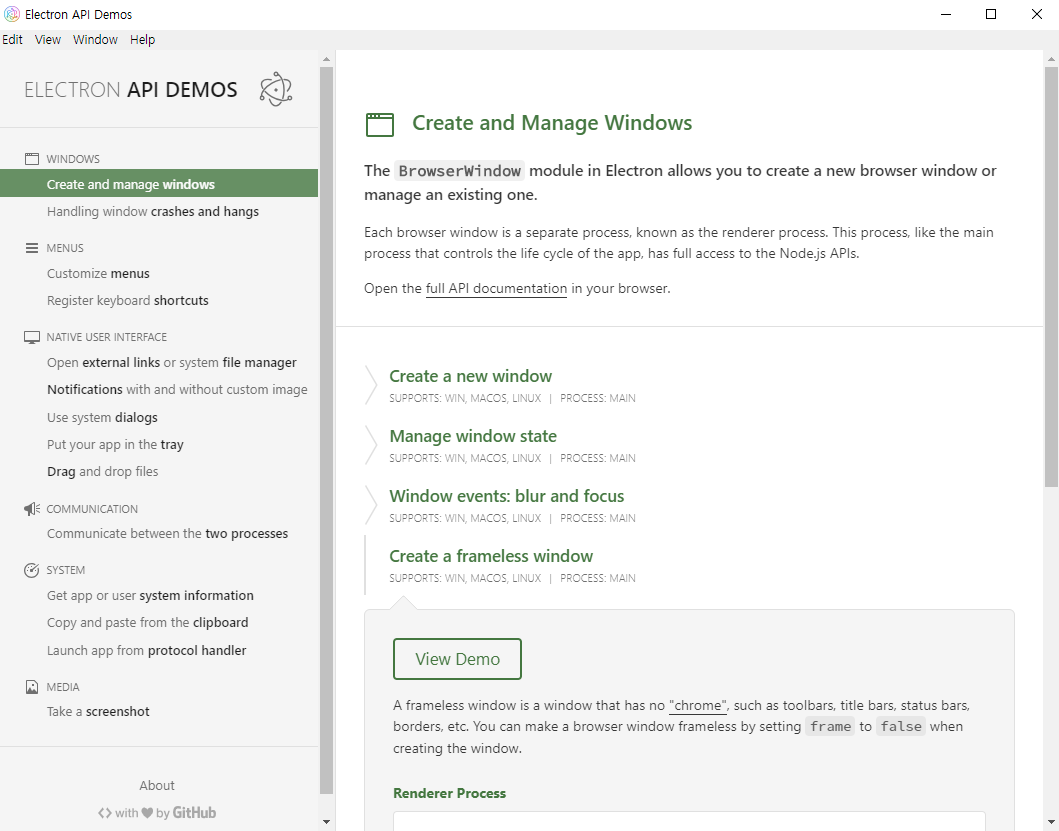 Electron API Demos
Edit View Window Help
ELECTRON API DEMOS
WINDOWS
Create and manage windows
Handling window crashes and hangs
MENUS
Customize menus
Register keyboard shortcuts
NATIVE USER INTERFACE
Open external links or system file manager
Notifications with and without custom image
Use system dialogs
Put your app in the tray
Drag and drop files
COMMUNICATION
Communicate between the two processes
SYSTEM
Get app or user system information
Copy and paste from the clipboard
Launch app from protocol handler
MEDIA
Take a screenshot
About
<> with ♥ by GitHub
Create and Manage Windows
The BrowserWindow module in Electron allows you to create a new browser window or
manage an existing one.
Each browser window is a separate process, known as the renderer process. This process, like the main
process that controls the life cycle of the app, has full access to the Node.js APIs.
Open the full API documentation in your browser.
Create a new window
SUPPORTS: WIN, MACOS, LINUX | PROCESS: MAIN
Manage window state
SUPPORTS: WIN, MACOS, LINUX | PROCESS: MAIN
Window events: blur and focus
SUPPORTS: WIN, MACOS, LINUX | PROCESS: MAIN
Create a frameless window
SUPPORTS: WIN, MACOS, LINUX | PROCESS: MAIN
View Demo
A frameless window is a window that has no "chrome", such as toolbars, title bars, status bars,
borders, etc. You can make a browser window frameless by setting frame to false when
creating the window.
Renderer Process